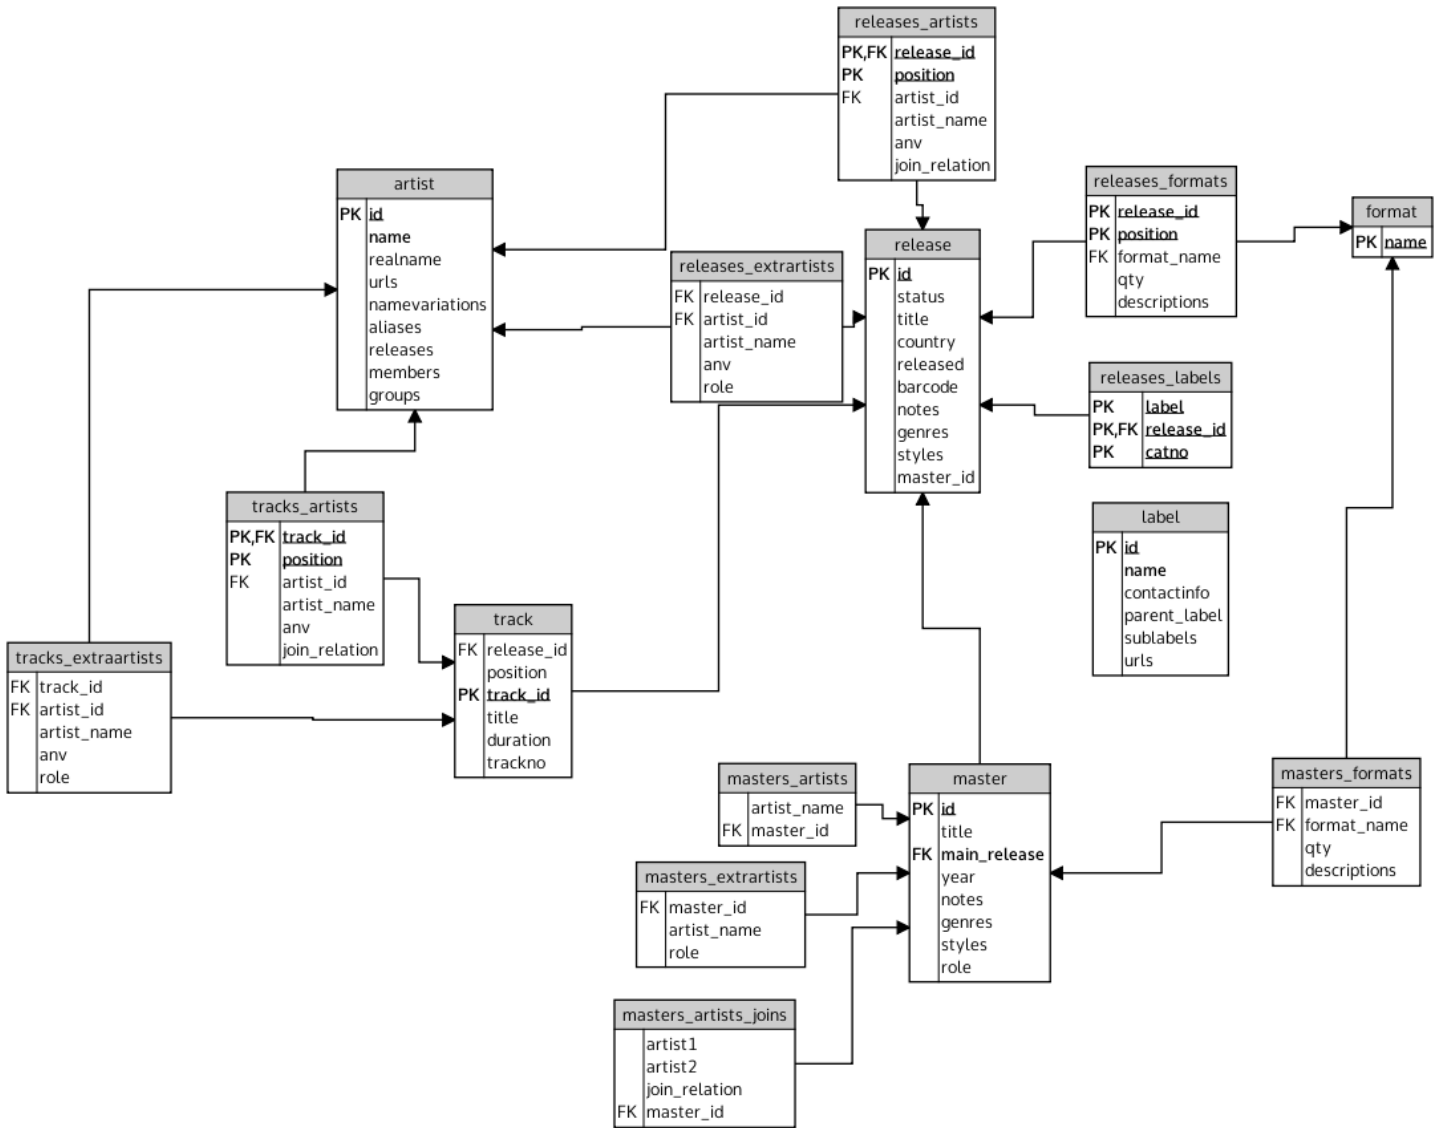 releases_artists
PK,FK release_id
PK position
FK artist_id
artist_name
anv
join_relation
artist
PK id
name
realname
urls
namevariations
aliases
releases
members
groups
releases_extrartists
FK release_id
FK artist_id
artist_name
anv
role
release
PK id
status
title
country
released
barcode
notes
genres
styles
master_id
releases_formats
PK release_id
PK position
FK format_name
qty
descriptions
format
PK name
releases_labels
PK label
PK,FK release_id
PK catno
label
PK id
name
contactinfo
parent_label
sublabels
urls
tracks_artists
PK,FK track_id
PK position
FK artist_id
artist_name
anv
join_relation
tracks_extraartists
FK track_id
FK artist_id
artist_name
anv
role
track
FK release_id
position
PK track_id
title
duration
trackno
masters_artists
artist_name
FK master_id
master
PK id
title
FK main_release
year
notes
genres
styles
role
masters_formats
FK master_id
FK format_name
qty
descriptions
masters_extrartists
FK master_id
artist_name
role
masters_artists_joins
artist1
artist2
join_relation
FK master_id